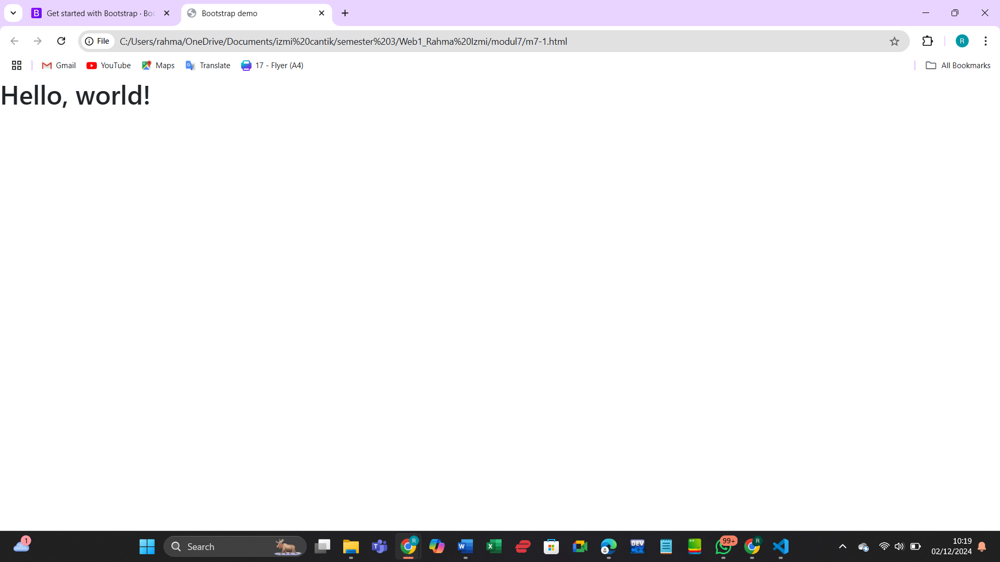 B Get started with Bootstrap · Boo
Bootstrap demo
File C:/Users/rahma/OneDrive/Documents/izmi%20cantik/semester%203/Web1_Rahma%20Izmi/modul7/m7-1.html
R
Gmail YouTube Maps Translate 17 - Flyer (A4) All Bookmarks
Hello, world!
1
Search
R
DEV C++
99+
R
10:19
02/12/2024